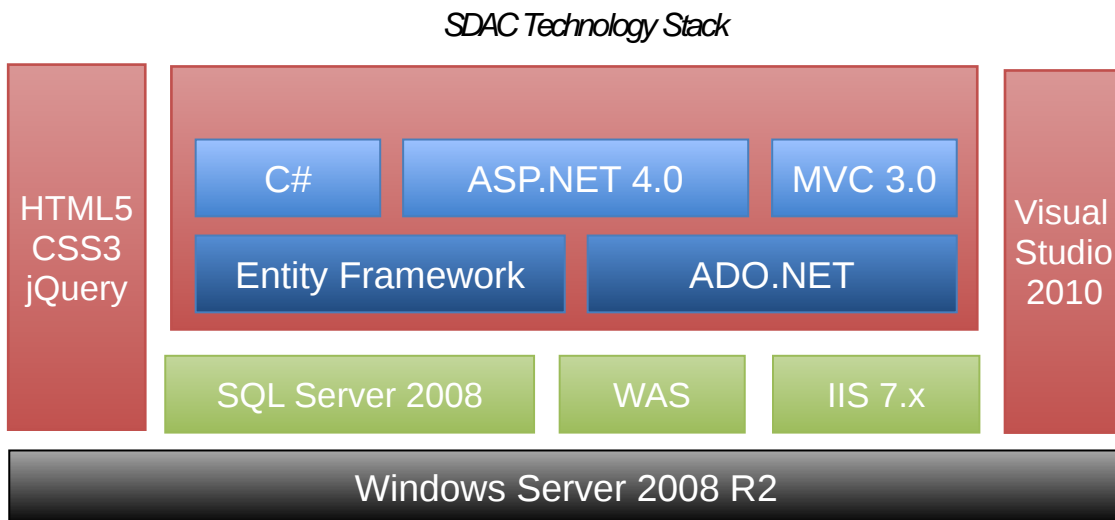 SDAC Technology Stack
HTML5
CSS3
jQuery
C#
ASP.NET 4.0
MVC 3.0
Entity Framework
ADO.NET
Visual
Studio
2010
SQL Server 2008
WAS
IIS 7.x
Windows Server 2008 R2